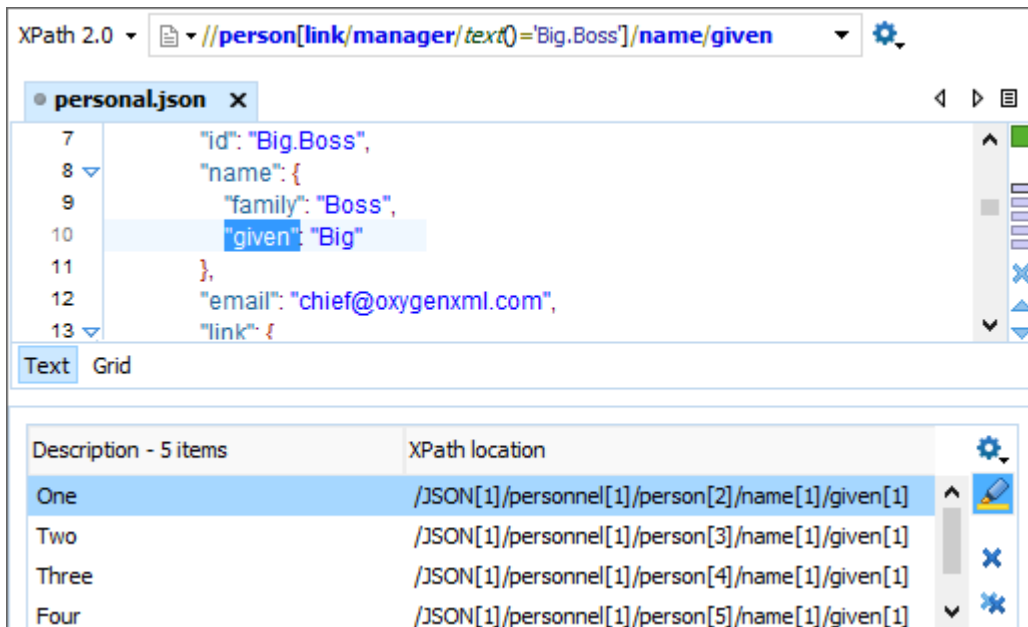 XPath 2.0 //person[link/manager/text()='Big.Boss']/name/given
personal.json
7 "id": "Big.Boss",
8 "name": {
9 "family": "Boss",
10 "given": "Big"
11 },
12 "email": "chief@oxygenxml.com",
13 "link": {
Text Grid
Description - 5 items XPath location
One /JSON[1]/personnel[1]/person[2]/name[1]/given[1]
Two /JSON[1]/personnel[1]/person[3]/name[1]/given[1]
Three /JSON[1]/personnel[1]/person[4]/name[1]/given[1]
Four /JSON[1]/personnel[1]/person[5]/name[1]/given[1]